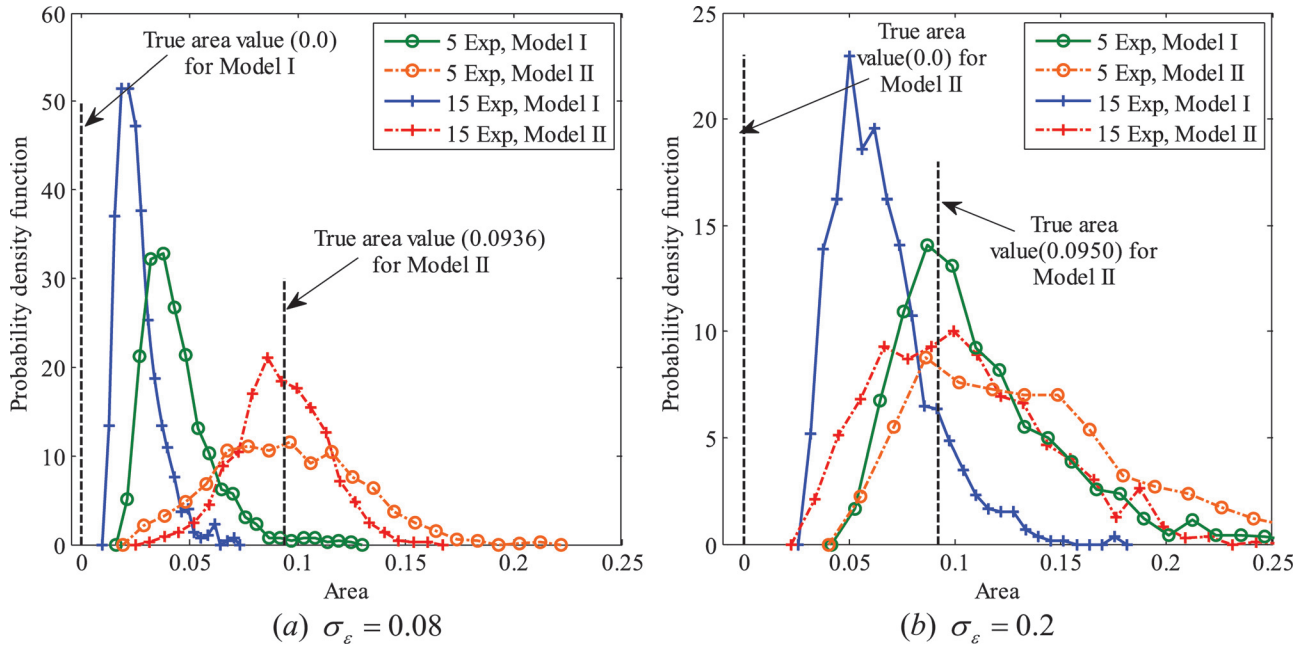 60
50
40
30
20
10
0
Probability density function
True area value (0.0)
for Model I
5 Exp, Model I
5 Exp, Model II
15 Exp, Model I
15 Exp, Model II
True area value (0.0936)
for Model II
0 0.05 0.1 0.15 0.2 0.25
Area
(a) σε = 0.08
25
20
15
10
5
0
Probability density function
True area
value(0.0) for
Model II
5 Exp, Model I
5 Exp, Model II
15 Exp, Model I
15 Exp, Model II
True area
value(0.0950) for
Model II
0 0.05 0.1 0.15 0.2 0.25
Area
(b) σε = 0.2